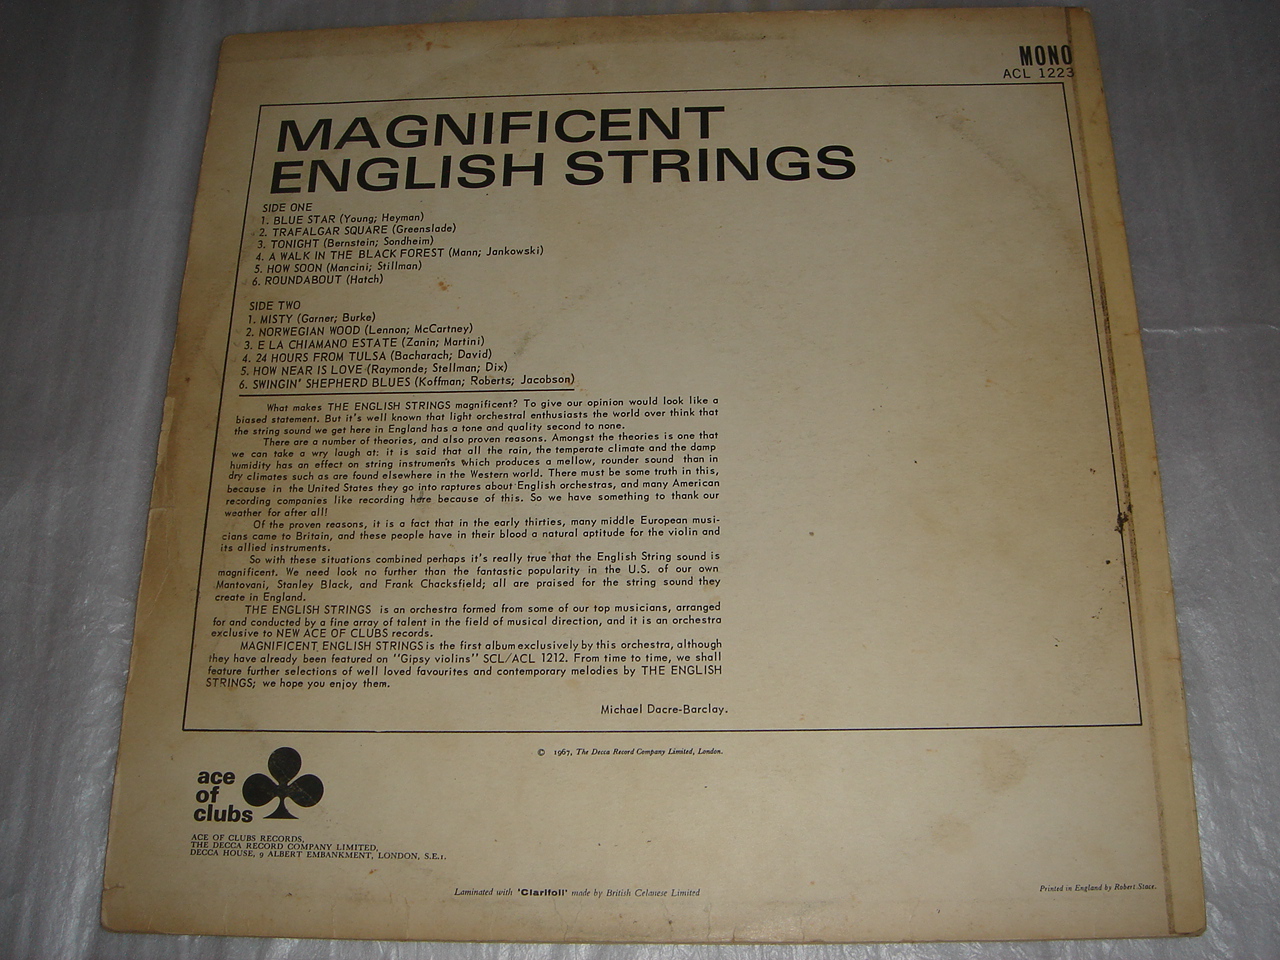 MONO
ACL 1223
MAGNIFICENT
ENGLISH STRINGS
SIDE ONE
1. BLUE STAR (Young; Heyman)
2. TRAFALGAR SQUARE (Greenslade)
3. TONIGHT (Bernstein; Sondheim)
4. A WALK IN THE BLACK FOREST (Mann; Jankowski)
5. HOW SOON (Mancini; Stillman)
6. ROUNDABOUT (Hatch)
SIDE TWO
1. MISTY (Garner; Burke)
2. NORWEGIAN WOOD (Lennon; McCartney)
3. E LA CHIAMANO ESTATE (Zanin; Martini)
4. 24 HOURS FROM TULSA (Bacharach; David)
5. HOW NEAR IS LOVE (Raymonde; Stellman; Dix)
6. SWINGIN' SHEPHERD BLUES (Koffman; Roberts; Jacobson)
What makes THE ENGLISH STRINGS magnificent? To give our opinion would look like a
biased statement. But it's well known that light orchestral enthusiasts the world over think that
the string sound we get here in England has a tone and quality second to none.
There are a number of theories, and also proven reasons. Amongst the theories is one that
we can take a wry laugh at: it is said that all the rain, the temperate climate and the damp
humidity has an effect on string instruments which produces a mellow, rounder sound than in
dry climates such as are found elsewhere in the Western world. There must be some truth in this,
because in the United States they go into raptures about English orchestras, and many American
recording companies like recording here because of this. So we have something to thank our
weather for after all!
Of the proven reasons, it is a fact that in the early thirties, many middle European musi-
cians came to Britain, and these people have in their blood a natural aptitude for the violin and
its allied instruments.
So with these situations combined perhaps it's really true that the English String sound is
magnificent. We need look no further than the fantastic popularity in the U.S. of our own
Mantovani, Stanley Black, and Frank Chacksfield; all are praised for the string sound they
create in England.
THE ENGLISH STRINGS is an orchestra formed from some of our top musicians, arranged
for and conducted by a fine array of talent in the field of musical direction, and it is an orchestra
exclusive to NEW ACE OF CLUBS records.
MAGNIFICENT ENGLISH STRINGS is the first album exclusively by this orchestra, although
they have already been featured on "Gipsy violins" SCL/ACL 1212. From time to time, we shall
feature further selections of well loved favourites and contemporary melodies by THE ENGLISH
STRINGS; we hope you enjoy them.
Michael Dacre-Barclay.
© 1967, The Decca Record Company Limited, London.
ace
of
clubs
ACE OF CLUBS RECORDS,
THE DECCA RECORD COMPANY LIMITED,
DECCA HOUSE, 9 ALBERT EMBANKMENT, LONDON, S.E.1.
Laminated with 'Clarifoil' made by British Celanese Limited
Printed in England by Robert Stace.